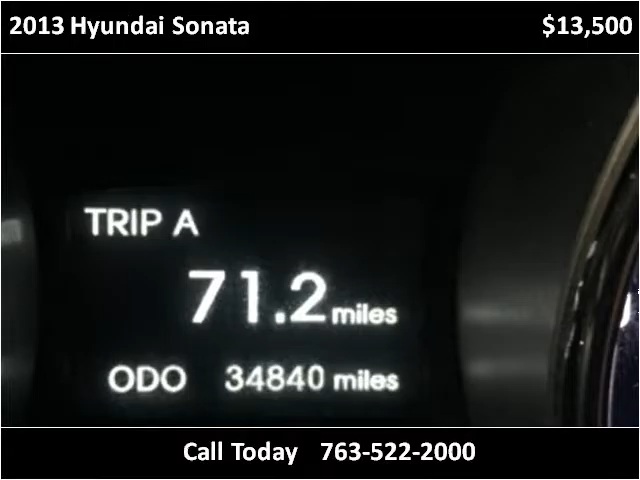 2013 Hyundai Sonata $13,500
TRIP A
71.2 miles
ODO 34840 miles
Call Today 763-522-2000